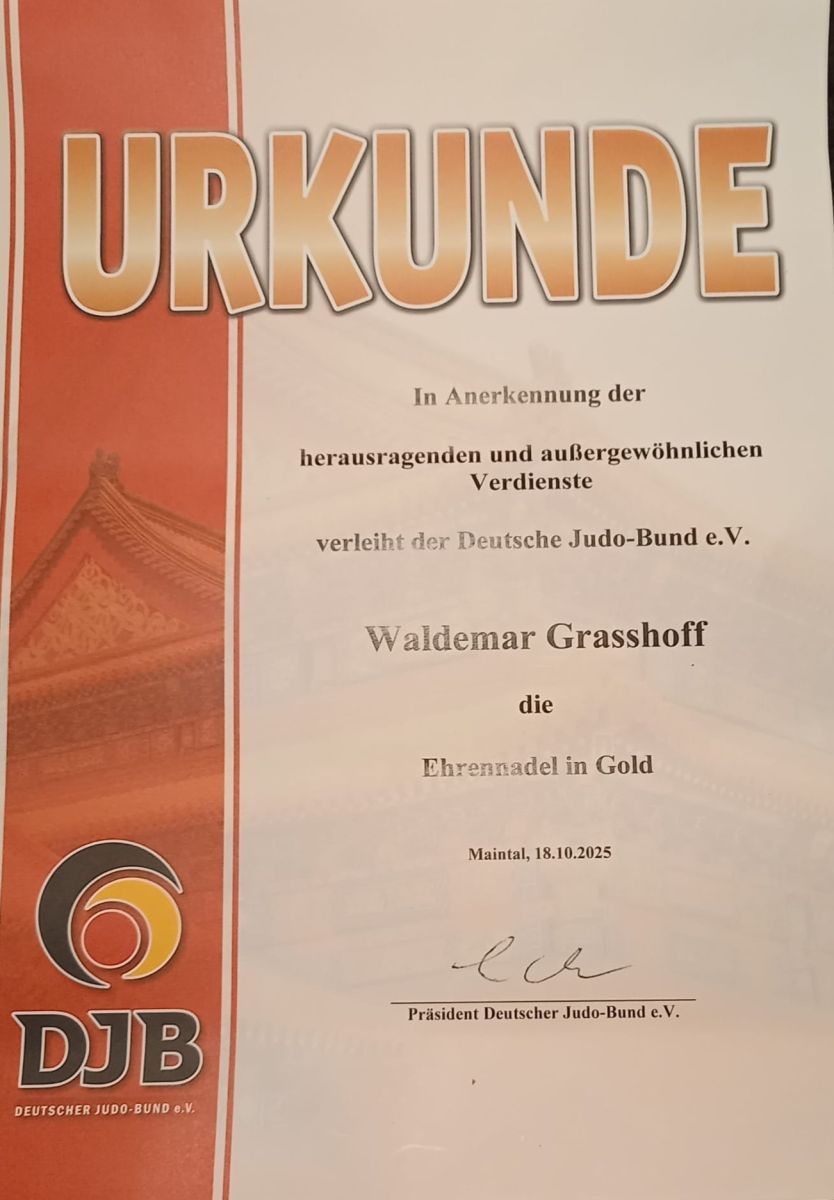 URKUNDE
In Anerkennung der
herausragenden und außergewöhnlichen
Verdienste
verleiht der Deutsche Judo-Bund e.V.
Waldemar Grasshoff
die
Ehrennadel in Gold
Maintal, 18.10.2025
Präsident Deutscher Judo-Bund e.V.
DJB
DEUTSCHER JUDO-BUND e.V.